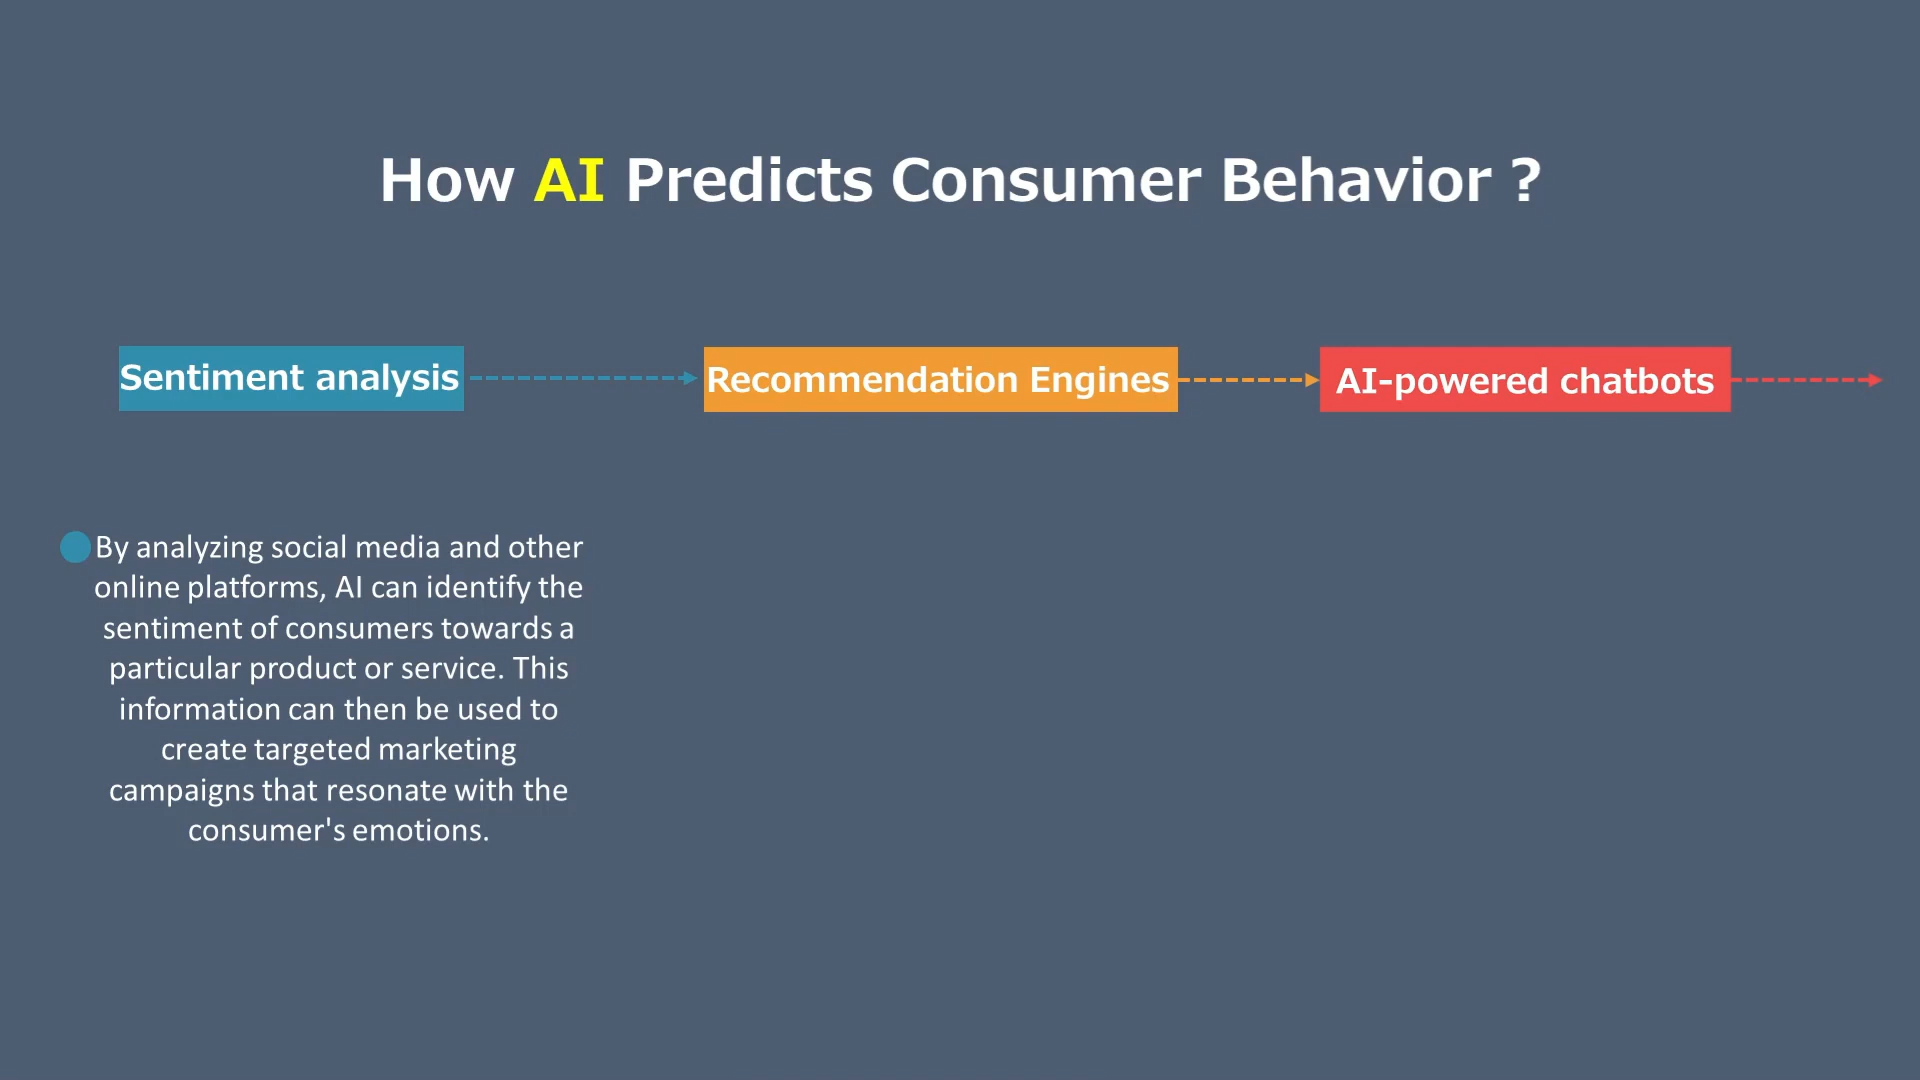 How AI Predicts Consumer Behavior ?
Sentiment analysis
Recommendation Engines
AI-powered chatbots
By analyzing social media and other
online platforms, AI can identify the
sentiment of consumers towards a
particular product or service. This
information can then be used to
create targeted marketing
campaigns that resonate with the
consumer's emotions.